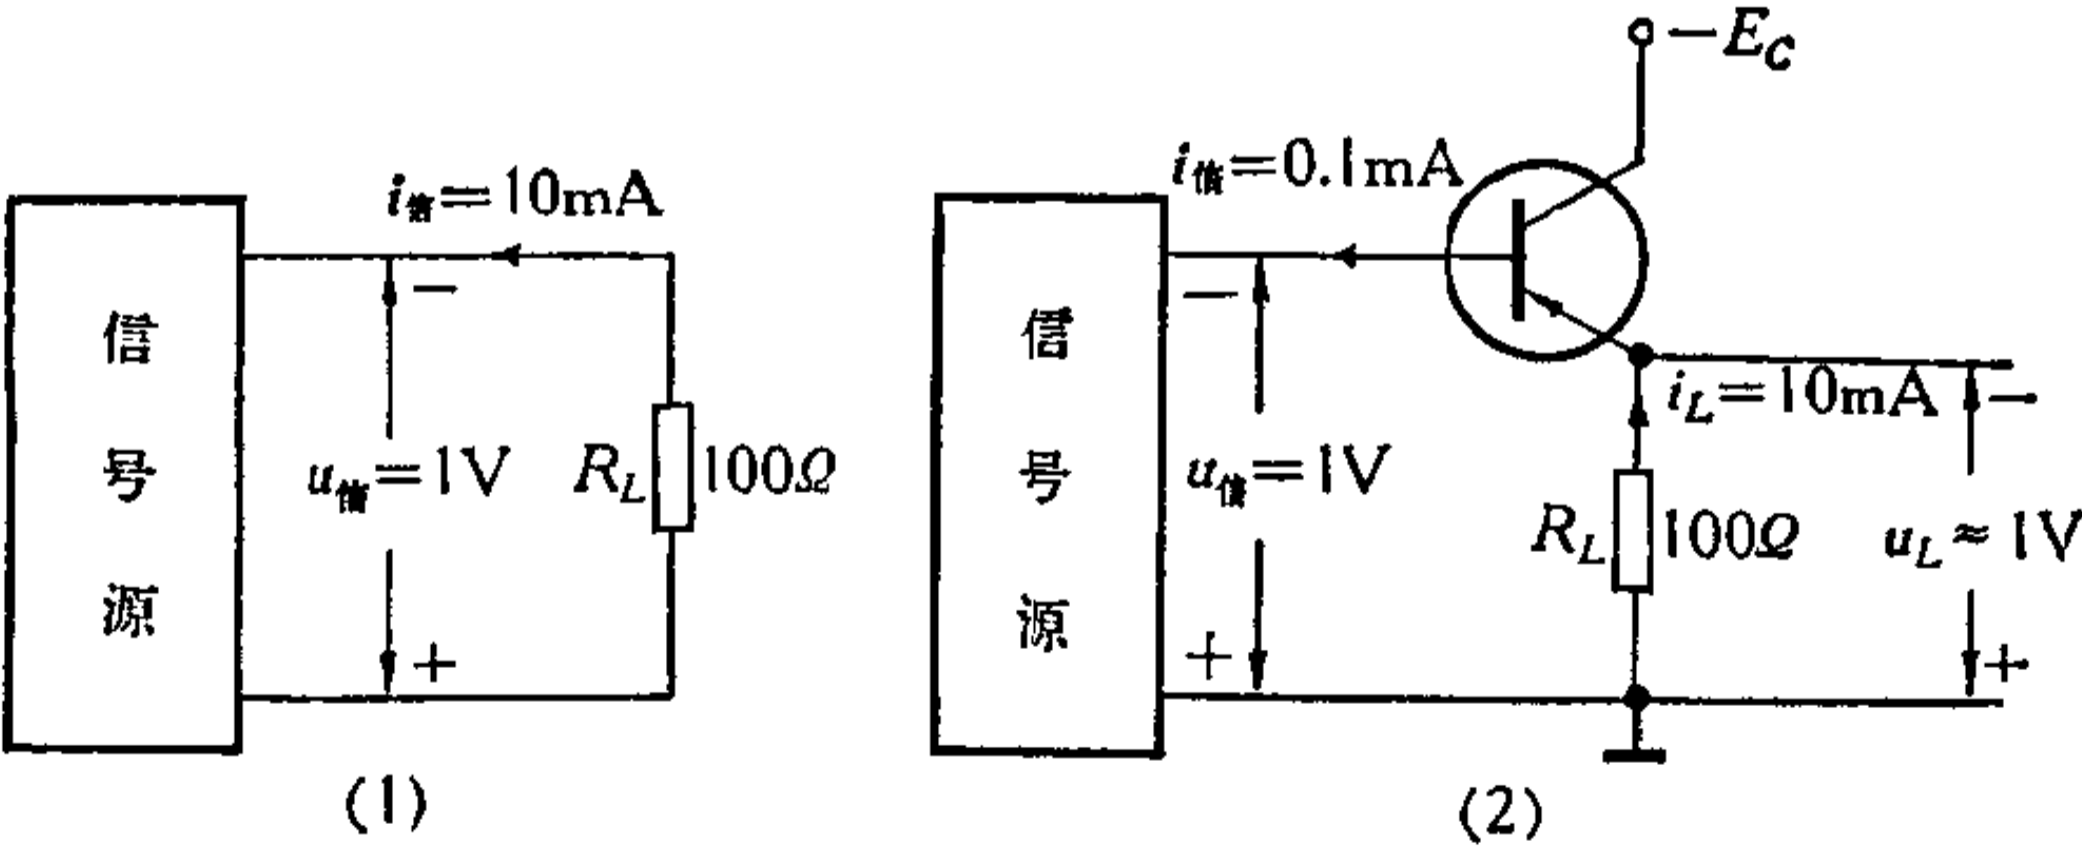 i信=10mA
信
号
源
−
u信=1V
R_L 100Ω
+
(1)
−E_C
i信=0.1mA
信
号
源
−
u信=1V
+
i_L=10mA
R_L 100Ω
−
u_L≈1V
+
(2)